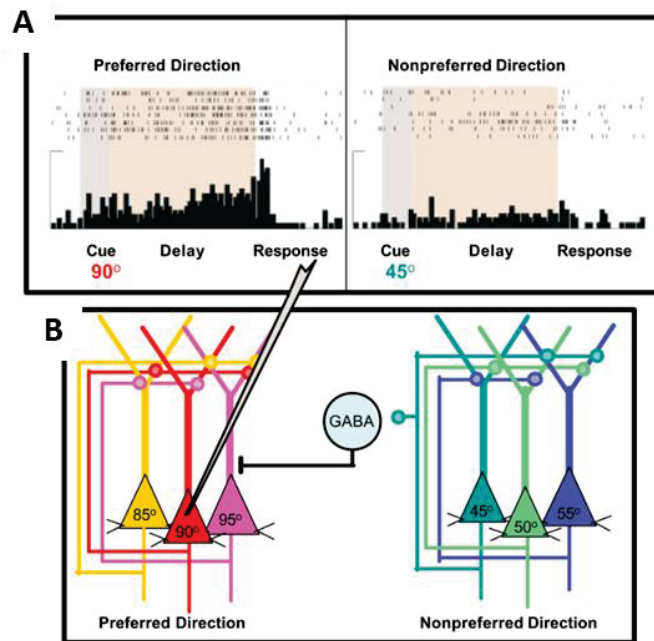 A
Preferred Direction
Nonpreferred Direction
Cue Delay Response
90°
Cue Delay Response
45°
B
GABA
85° 90° 95°
45° 50° 55°
Preferred Direction
Nonpreferred Direction